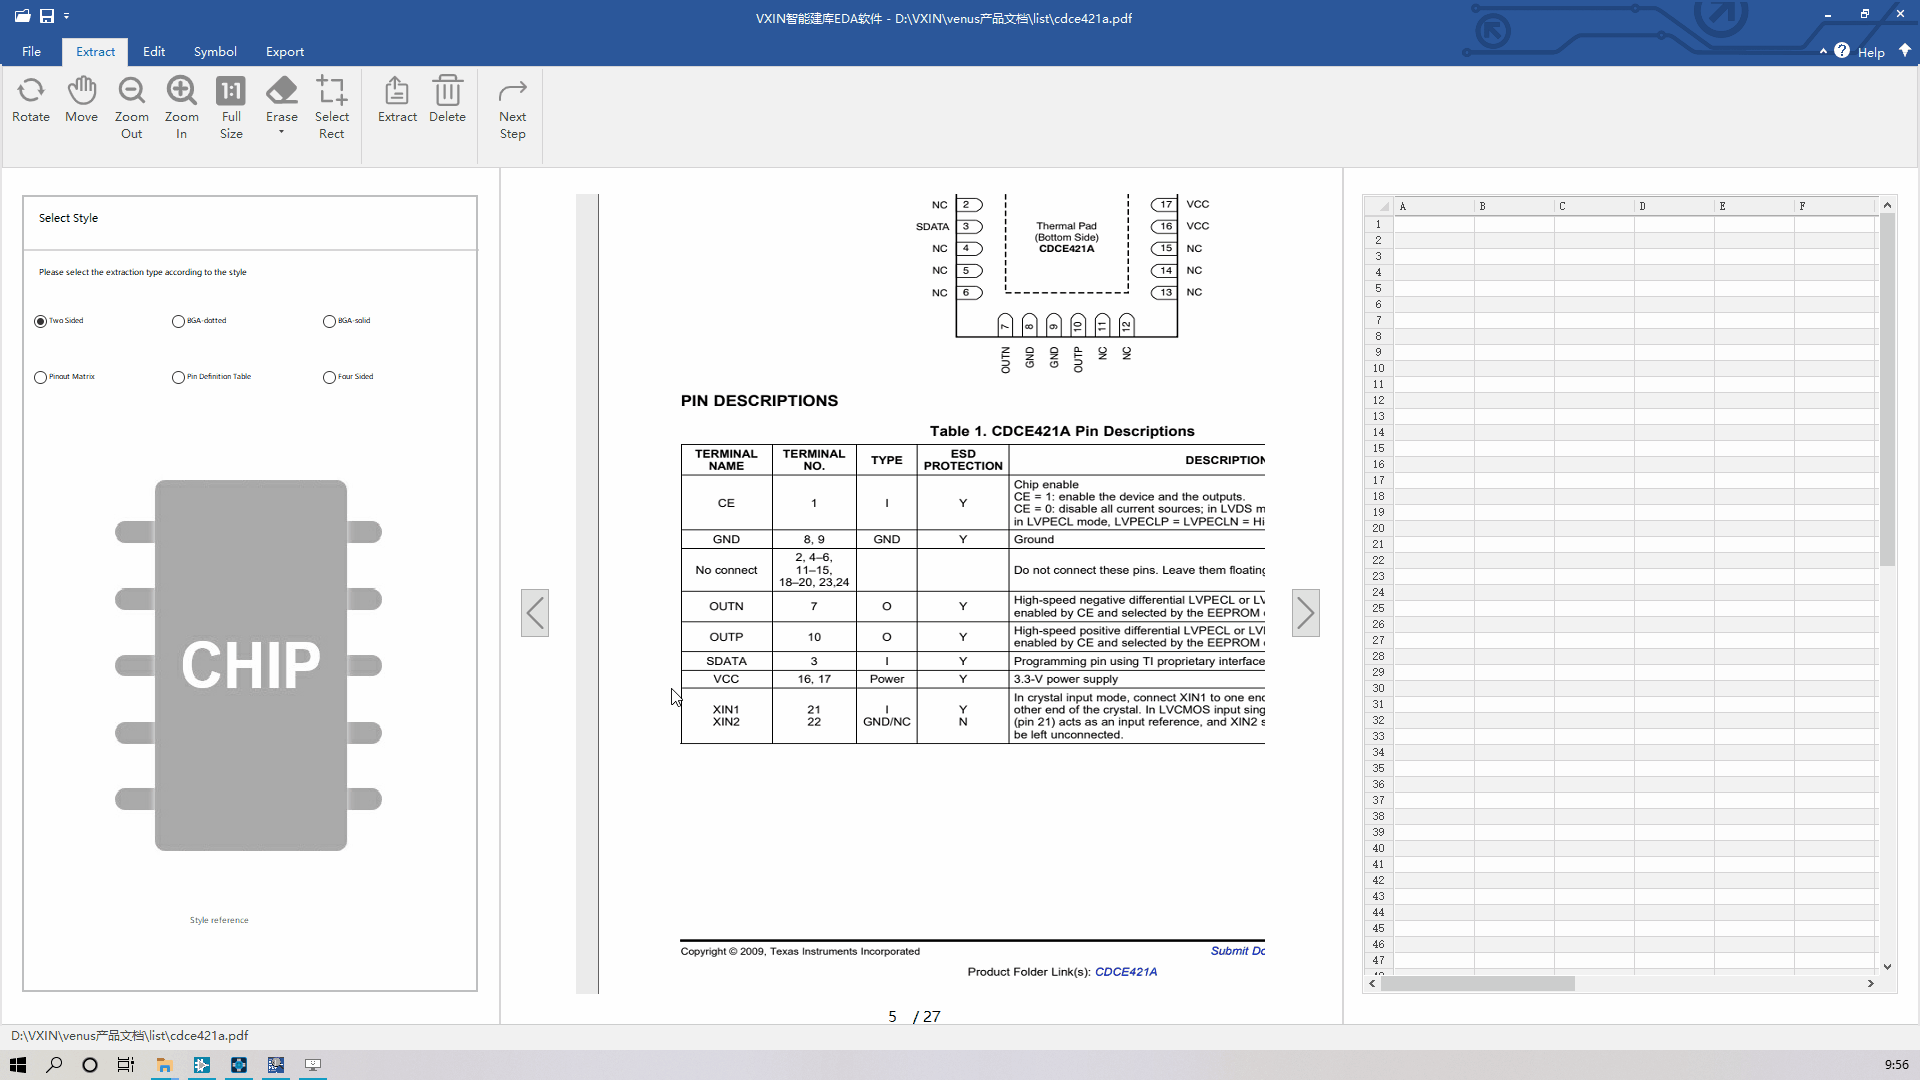 VXIN智能建库EDA软件 - D:\VXIN\venus产品文档\list\cdce421a.pdf
File Extract Edit Symbol Export Help
Rotate Move Zoom Out Zoom In 1:1 Full Size Erase Select Rect Extract Delete Next Step
Select Style
Please select the extraction type according to the style
Two Sided BGA-dotted BGA-solid
Pinout Matrix Pin Definition Table Four Sided
CHIP
Style reference
NC 2 17 VCC
SDATA 3 Thermal Pad 16 VCC
(Bottom Side)
NC 4 CDCE421A 15 NC
NC 5 14 NC
NC 6 13 NC
7 8 9 10 11 12
OUTN GND GND OUTP NC NC
PIN DESCRIPTIONS
Table 1. CDCE421A Pin Descriptions
TERMINAL NAME TERMINAL NO. TYPE ESD PROTECTION DESCRIPTION
CE 1 I Y Chip enable
CE = 1: enable the device and the outputs.
CE = 0: disable all current sources; in LVDS m
in LVPECL mode, LVPECLP = LVPECLN = Hi
GND 8, 9 GND Y Ground
No connect 2, 4–6, 11–15, 18–20, 23,24 Do not connect these pins. Leave them floating
OUTN 7 O Y High-speed negative differential LVPECL or LV
enabled by CE and selected by the EEPROM
OUTP 10 O Y High-speed positive differential LVPECL or LV
enabled by CE and selected by the EEPROM
SDATA 3 I Y Programming pin using TI proprietary interface
VCC 16, 17 Power Y 3.3-V power supply
In crystal input mode, connect XIN1 to one end
XIN1 21 I Y other end of the crystal. In LVCMOS input sing
XIN2 22 GND/NC N (pin 21) acts as an input reference, and XIN2 s
be left unconnected.
Copyright © 2009, Texas Instruments Incorporated Submit Do
Product Folder Link(s): CDCE421A
5 / 27
A B C D E F
1
2
3
4
5
6
7
8
9
10
11
12
13
14
15
16
17
18
19
20
21
22
23
24
25
26
27
28
29
30
31
32
33
34
35
36
37
38
39
40
41
42
43
44
45
46
47
D:\VXIN\venus产品文档\list\cdce421a.pdf
9:56